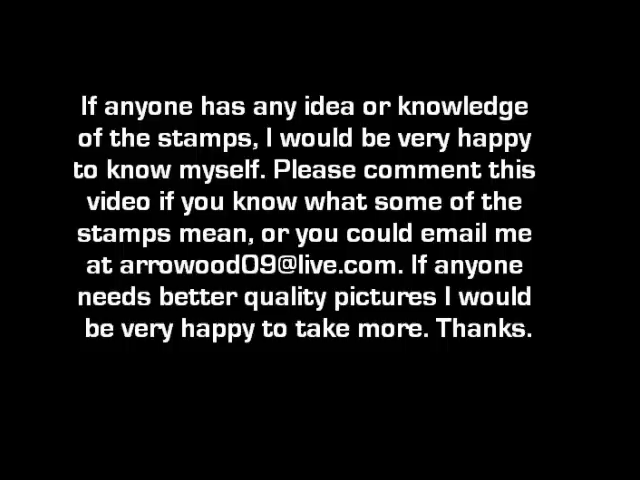 If anyone has any idea or knowledge
of the stamps, I would be very happy
to know myself. Please comment this
video if you know what some of the
stamps mean, or you could email me
at arrowood09@live.com. If anyone
needs better quality pictures I would
be very happy to take more. Thanks.